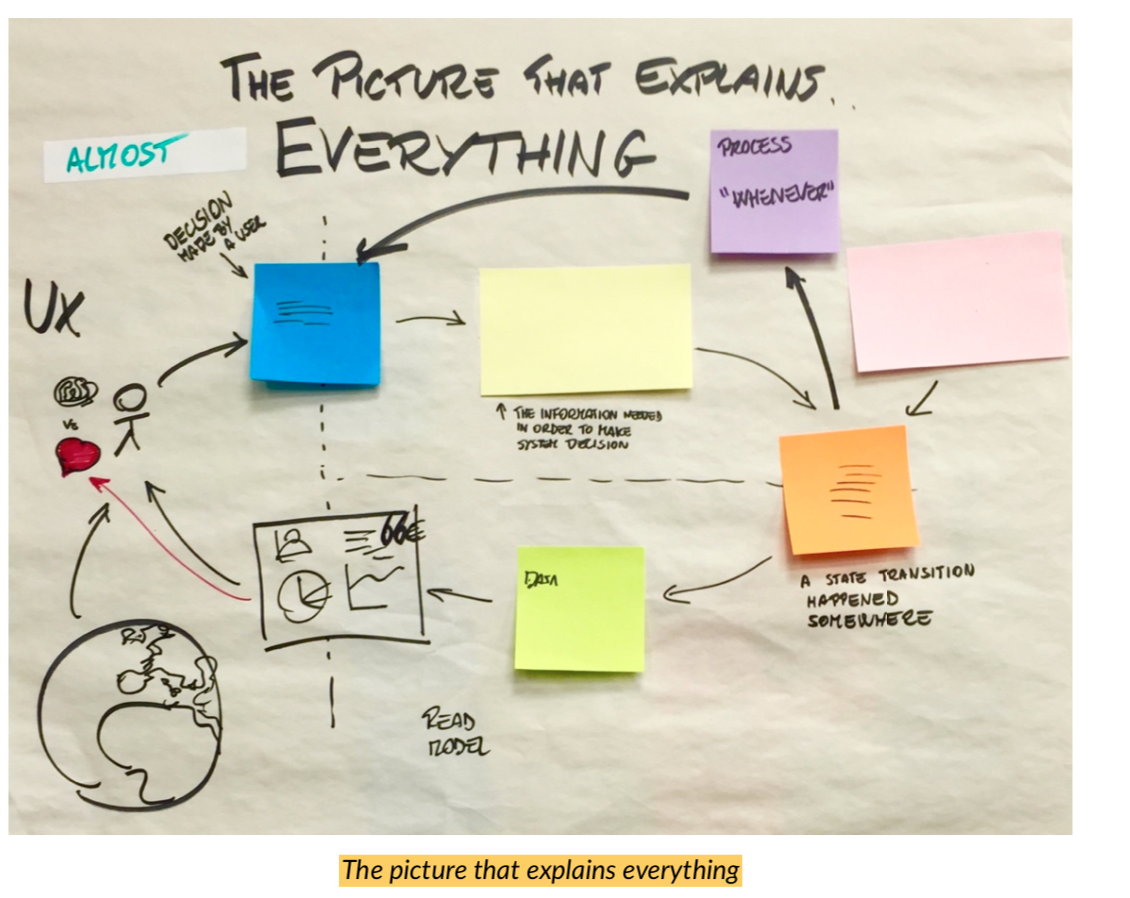 THE PICTURE THAT EXPLAINS...
ALMOST
EVERYTHING
PROCESS
"WHENEVER"
DECISION
MADE BY
A USER
UX
VS
↑ THE INFORMATION NEEDED
IN ORDER TO MAKE
SYSTEM DECISION
66€
DATA
A STATE TRANSITION
HAPPENED
SOMEWHERE
READ
MODEL
The picture that explains everything